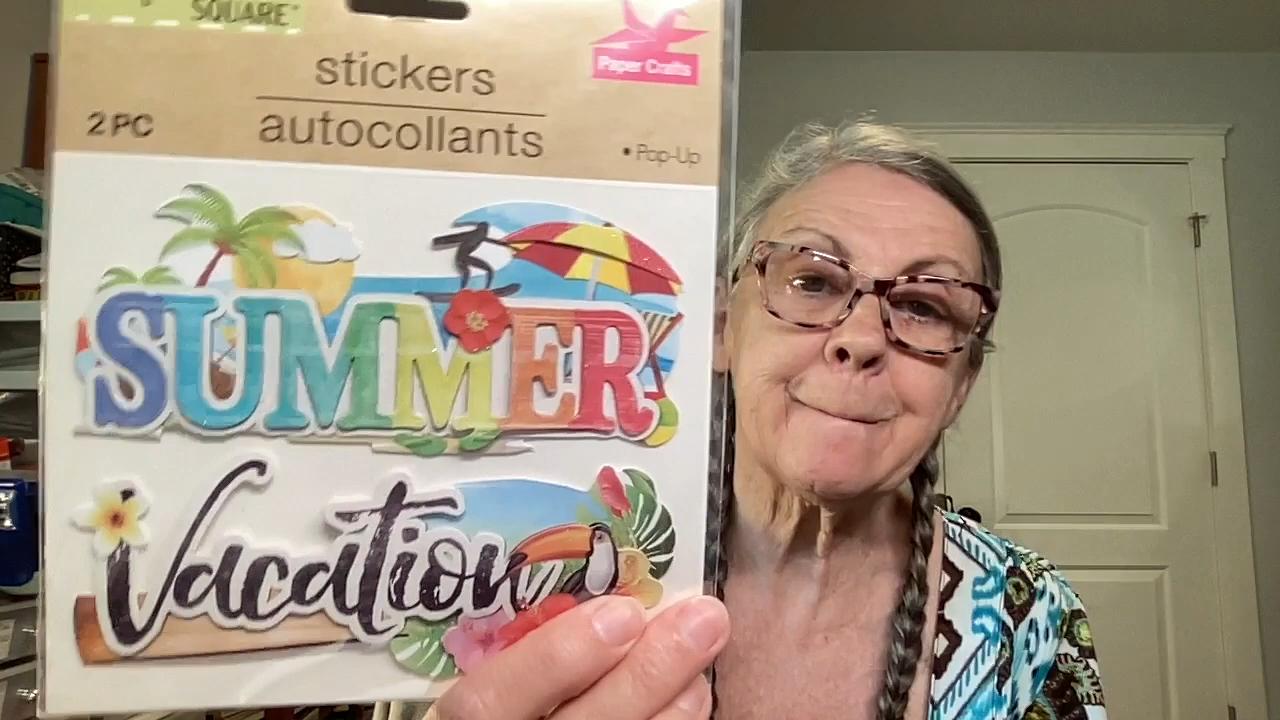 SQUARE
stickers
Paper Crafts
2 PC
autocollants
• Pop-Up
SUMMER
Vacation